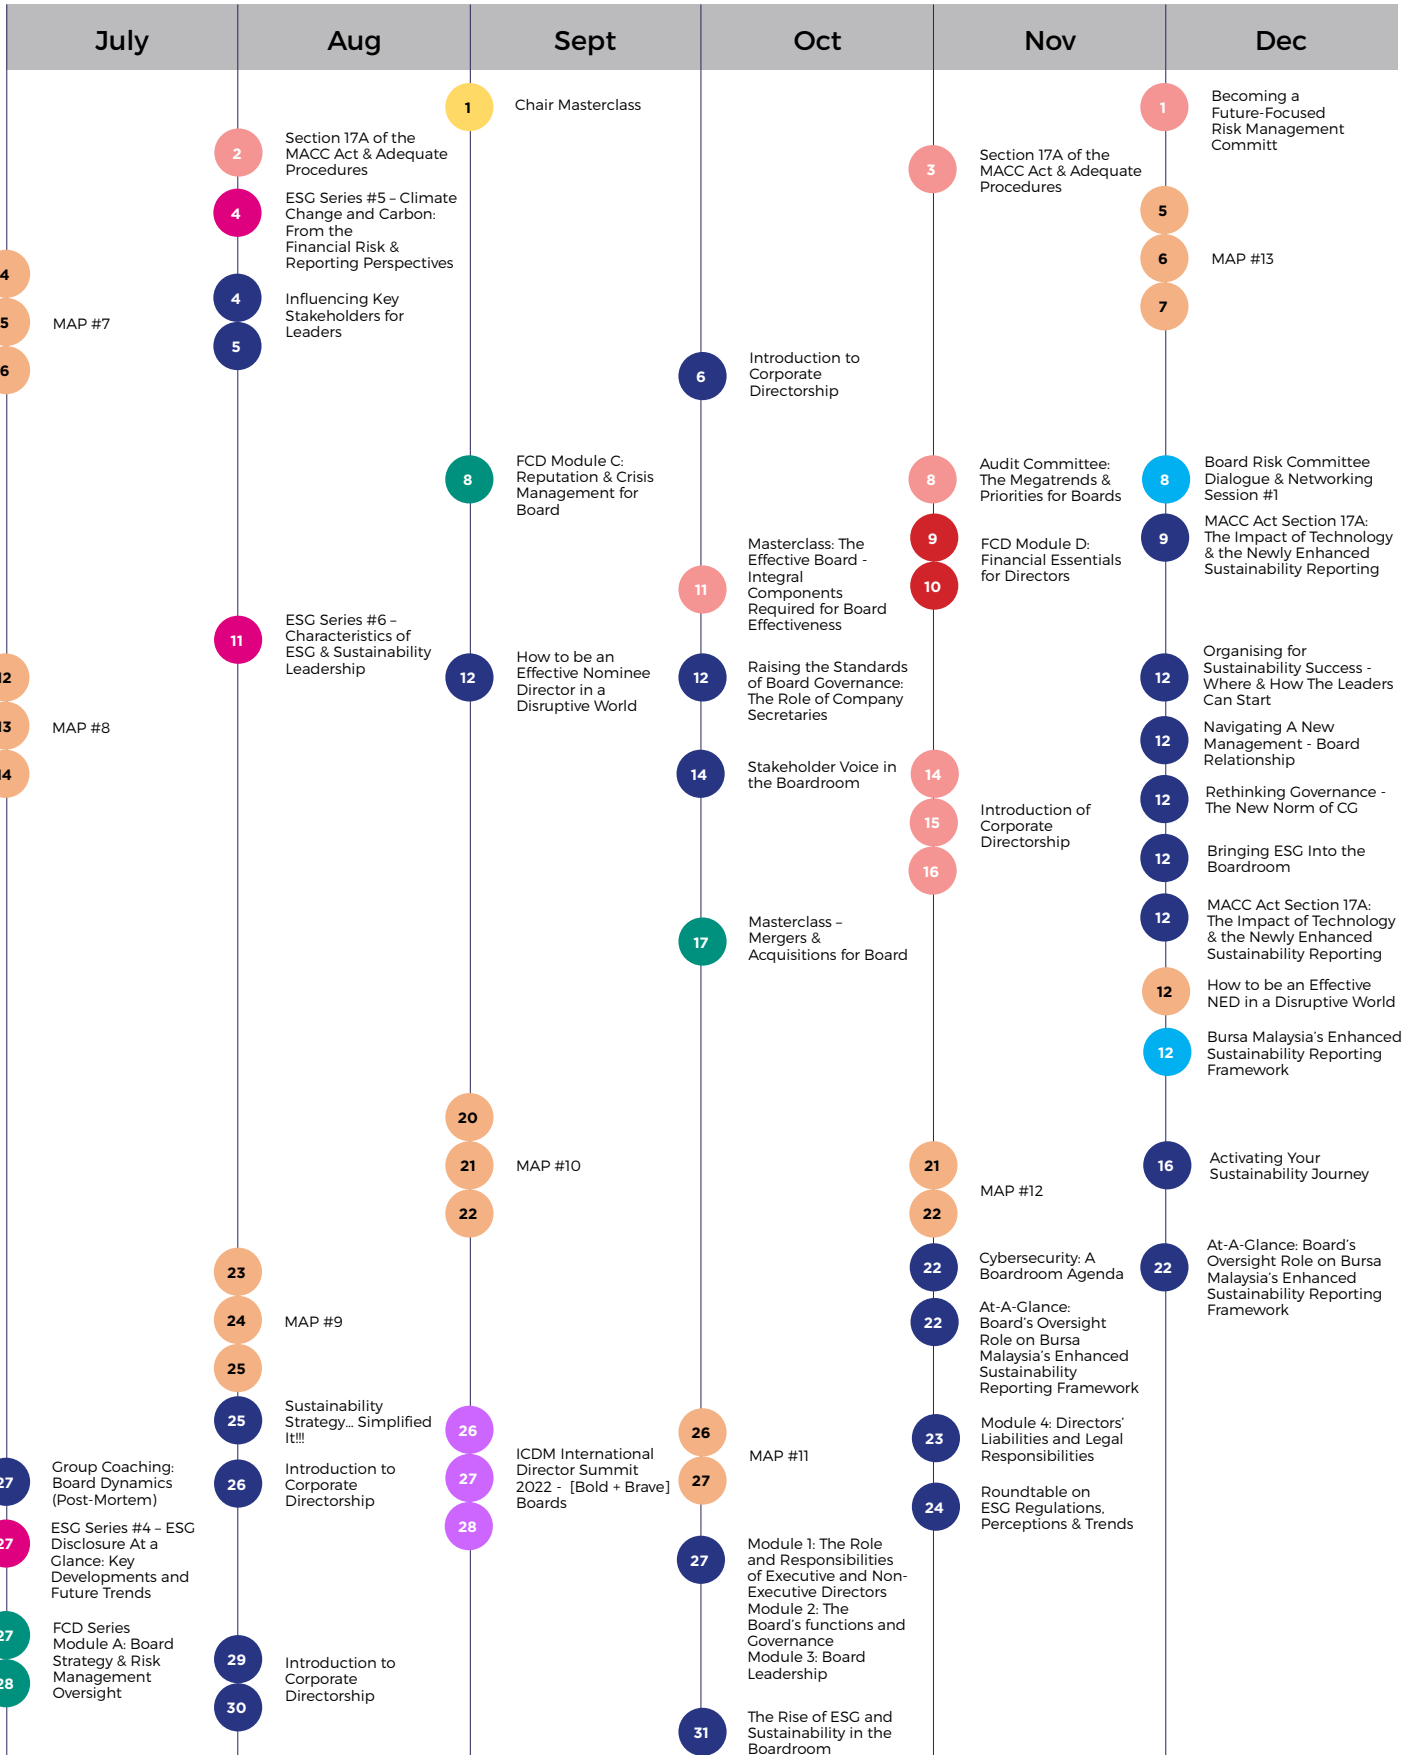 July
4
5
6
MAP #7
12
13
14
MAP #8
27
Group Coaching:
Board Dynamics
(Post-Mortem)
27
ESG Series #4 – ESG
Disclosure At a
Glance: Key
Developments and
Future Trends
27
28
FCD Series
Module A: Board
Strategy & Risk
Management
Oversight
Aug
2
Section 17A of the
MACC Act & Adequate
Procedures
4
ESG Series #5 – Climate
Change and Carbon:
From the
Financial Risk &
Reporting Perspectives
4
5
Influencing Key
Stakeholders for
Leaders
11
ESG Series #6 –
Characteristics of
ESG & Sustainability
Leadership
23
24
25
MAP #9
25
Sustainability
Strategy... Simplified
It!!!
26
Introduction to
Corporate
Directorship
29
30
Introduction to
Corporate
Directorship
Sept
1
Chair Masterclass
8
FCD Module C:
Reputation & Crisis
Management for
Board
12
How to be an
Effective Nominee
Director in a
Disruptive World
20
21
22
MAP #10
26
27
28
ICDM International
Director Summit
2022 - [Bold + Brave]
Boards
Oct
6
Introduction to
Corporate
Directorship
11
Masterclass: The
Effective Board -
Integral
Components
Required for Board
Effectiveness
12
Raising the Standards
of Board Governance:
The Role of Company
Secretaries
14
Stakeholder Voice in
the Boardroom
17
Masterclass –
Mergers &
Acquisitions for Board
26
27
MAP #11
27
Module 1: The Role
and Responsibilities
of Executive and Non-
Executive Directors
Module 2: The
Board's functions and
Governance
Module 3: Board
Leadership
31
The Rise of ESG and
Sustainability in the
Boardroom
Nov
3
Section 17A of the
MACC Act & Adequate
Procedures
8
Audit Committee:
The Megatrends &
Priorities for Boards
9
10
FCD Module D:
Financial Essentials
for Directors
14
15
16
Introduction of
Corporate
Directorship
21
22
MAP #12
22
Cybersecurity: A
Boardroom Agenda
22
At-A-Glance:
Board's Oversight
Role on Bursa
Malaysia's Enhanced
Sustainability
Reporting Framework
23
Module 4: Directors'
Liabilities and Legal
Responsibilities
24
Roundtable on
ESG Regulations,
Perceptions & Trends
Dec
1
Becoming a
Future-Focused
Risk Management
Committ
5
6
7
MAP #13
8
Board Risk Committee
Dialogue & Networking
Session #1
9
MACC Act Section 17A:
The Impact of Technology
& the Newly Enhanced
Sustainability Reporting
12
Organising for
Sustainability Success -
Where & How The Leaders
Can Start
12
Navigating A New
Management - Board
Relationship
12
Rethinking Governance -
The New Norm of CG
12
Bringing ESG Into the
Boardroom
12
MACC Act Section 17A:
The Impact of Technology
& the Newly Enhanced
Sustainability Reporting
12
How to be an Effective
NED in a Disruptive World
12
Bursa Malaysia's Enhanced
Sustainability Reporting
Framework
16
Activating Your
Sustainability Journey
22
At-A-Glance: Board's
Oversight Role on Bursa
Malaysia's Enhanced
Sustainability Reporting
Framework